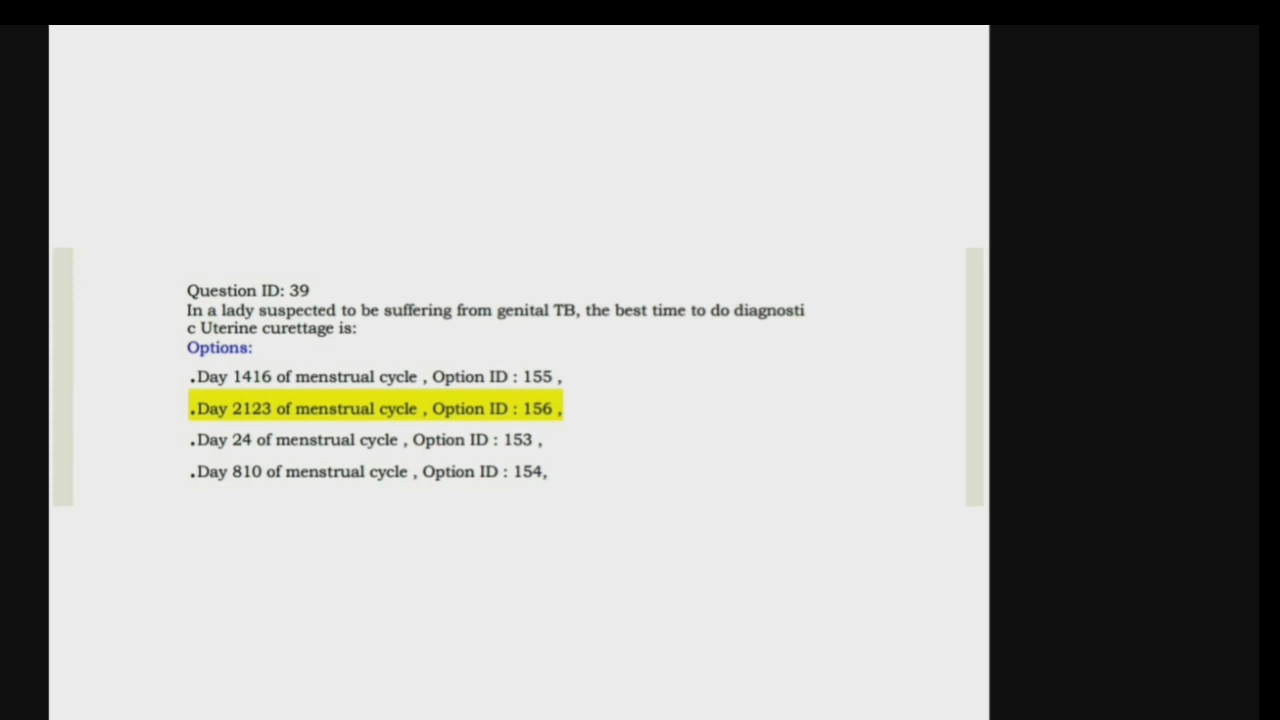 Question ID: 39
In a lady suspected to be suffering from genital TB, the best time to do diagnosti
c Uterine curettage is:
Options:
.Day 1416 of menstrual cycle , Option ID : 155 ,
.Day 2123 of menstrual cycle , Option ID : 156 ,
.Day 24 of menstrual cycle , Option ID : 153 ,
.Day 810 of menstrual cycle , Option ID : 154,